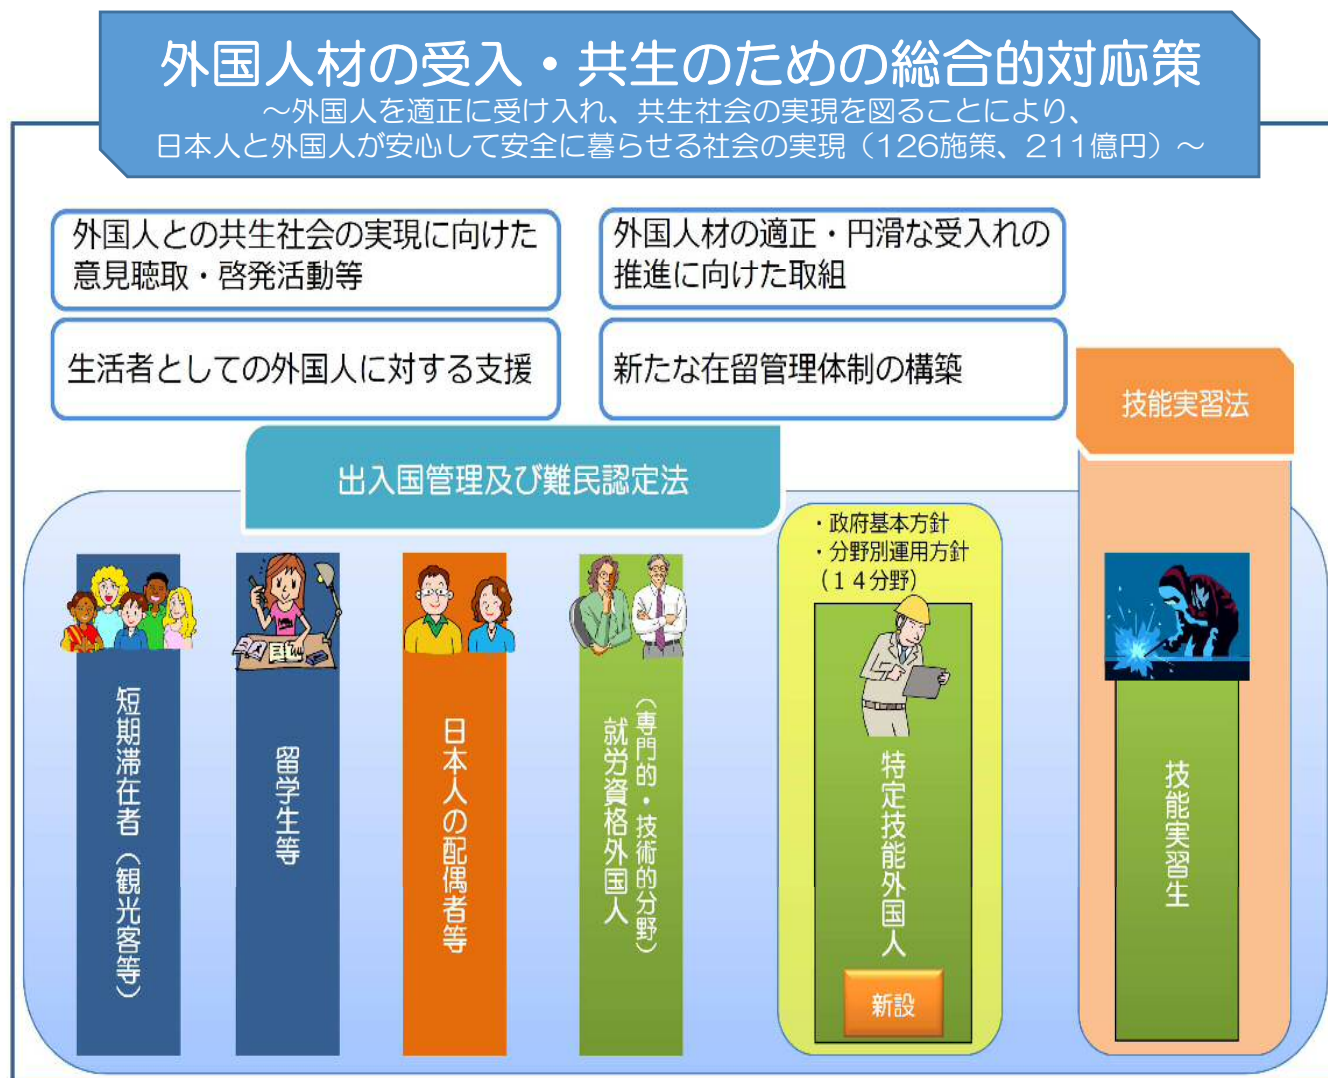 外国人材の受入・共生のための総合的対応策
～外国人を適正に受け入れ、共生社会の実現を図ることにより、
日本人と外国人が安心して安全に暮らせる社会の実現（126施策、211億円）～
外国人との共生社会の実現に向けた
意見聴取・啓発活動等
外国人材の適正・円滑な受入れの
推進に向けた取組
生活者としての外国人に対する支援
新たな在留管理体制の構築
技能実習法
出入国管理及び難民認定法
・政府基本方針
・分野別運用方針
（１４分野）
短期滞在者（観光客等）
留学生等
日本人の配偶者等
（専門的・技術的分野）
就労資格外国人
特定技能外国人
新設
技能実習生